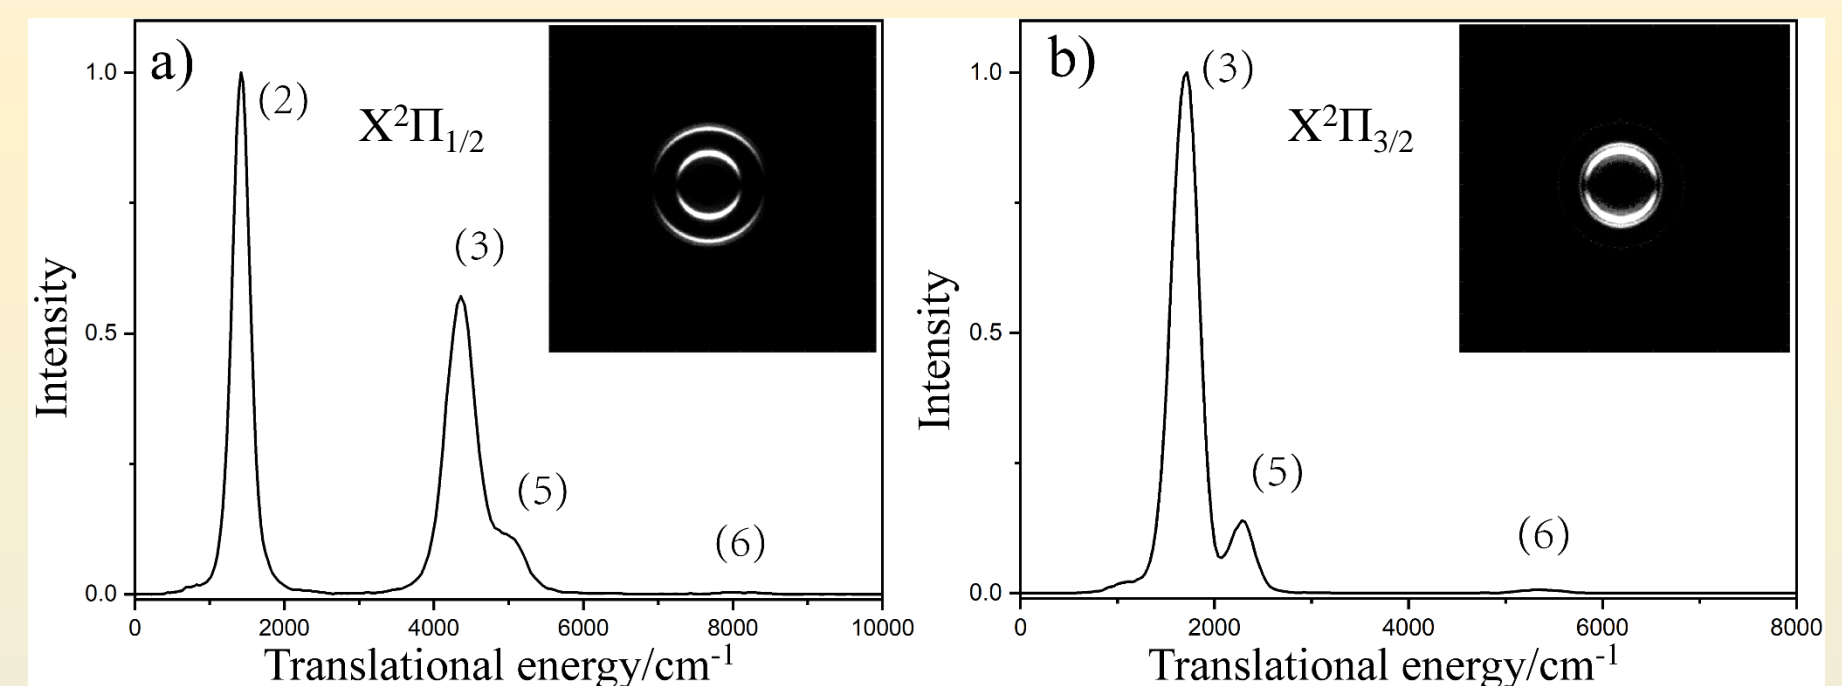 a)
1.0
(2)
X²Π₁/₂
(3)
0.5
(5)
(6)
0.0
0 2000 4000 6000 8000 10000
Intensity
Translational energy/cm⁻¹
b)
1.0
(3)
X²Π₃/₂
0.5
(5)
(6)
0.0
0 2000 4000 6000 8000
Intensity
Translational energy/cm⁻¹